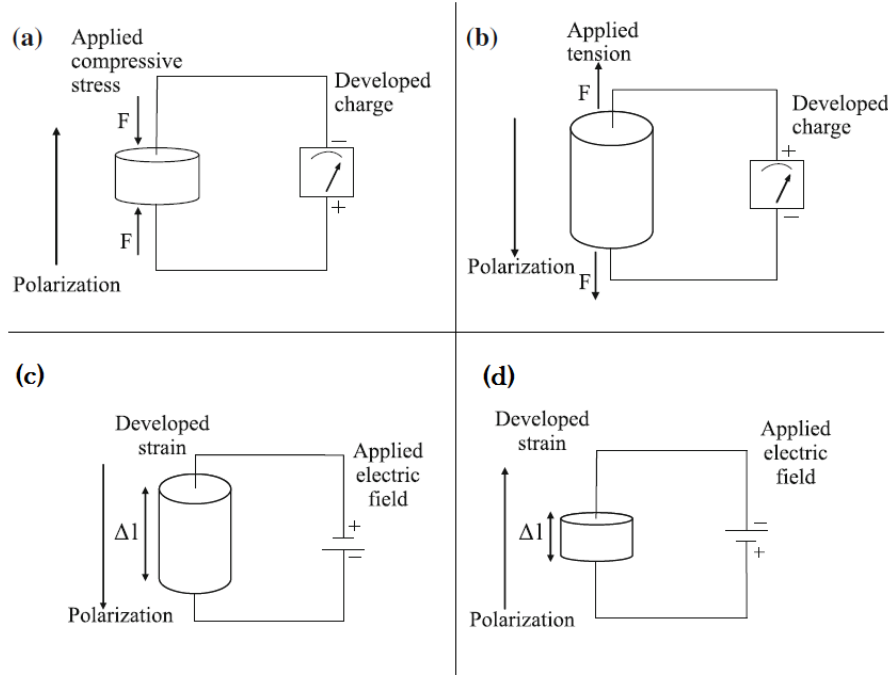 (a)
Applied
compressive
stress
F
F
Polarization
Developed
charge
−
+
(b)
Applied
tension
F
F
Polarization
Developed
charge
+
−
(c)
Developed
strain
Δl
Polarization
Applied
electric
field
+
−
(d)
Developed
strain
Δl
Polarization
Applied
electric
field
−
+